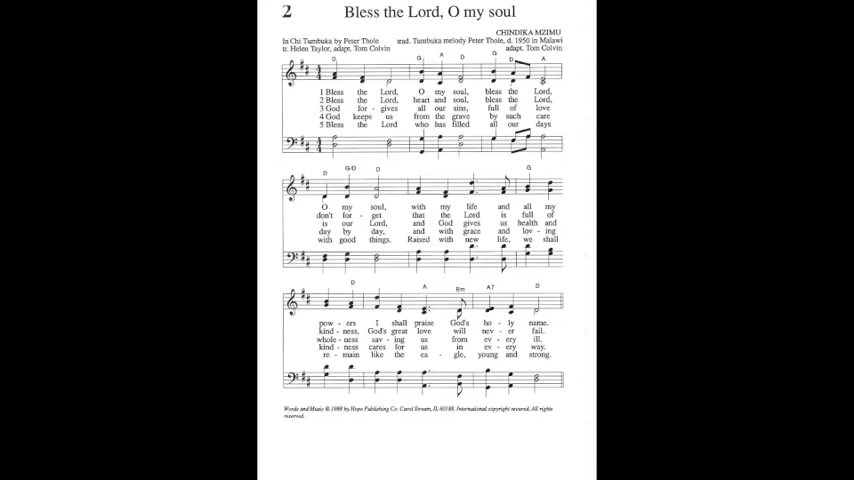 2
Bless the Lord, O my soul
CHINDIKA MZIMU
In Chi Tumbuka by Peter Thole
trad. Tumbuka melody Peter Thole, d. 1950 in Malawi
tr. Helen Taylor, adapt. Tom Colvin
adapt. Tom Colvin
D G A D G D A
1 Bless the Lord, O my soul, bless the Lord,
2 Bless the Lord, heart and soul, bless the Lord,
3 God for - gives all our sins, full of love
4 God keeps us from the grave by such care
5 Bless the Lord who has filled all our days
D G/D D G
O my soul, with my life and all my
don't for - get that the Lord is full of
is our Lord, and God gives us health and
day by day, and with grace and lov - ing
with good things. Raised with new life, we shall
D A Bm A7 D
pow - ers I shall praise God's ho - ly name.
kind - ness, God's great love will nev - er fail.
whole - ness sav - ing us from ev - ery ill.
kind - ness cares for us in ev - ery way.
re - main like the ea - gle, young and strong.
Words and Music © 1988 by Hope Publishing Co. Carol Stream, IL 60188. International copyright secured. All rights
reserved.